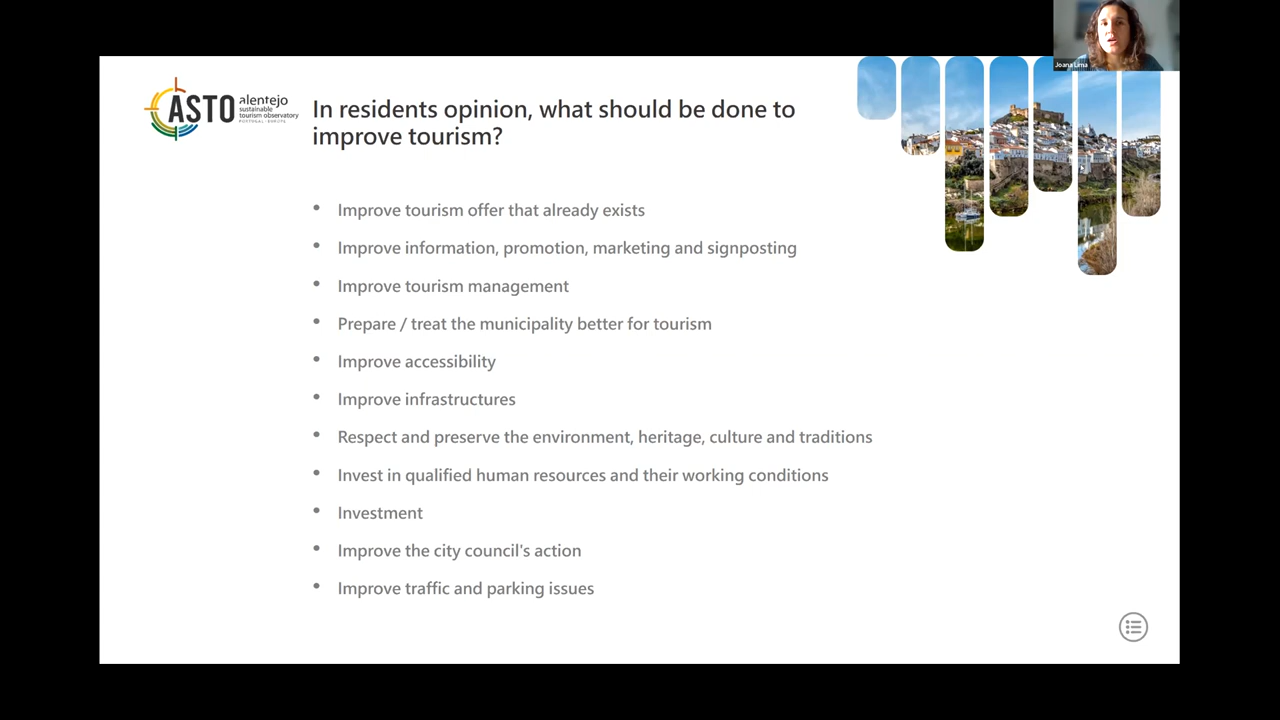 Joana Lima
ASTO alentejo
sustainable
tourism observatory
PORTUGAL · EUROPE
In residents opinion, what should be done to
improve tourism?
• Improve tourism offer that already exists
• Improve information, promotion, marketing and signposting
• Improve tourism management
• Prepare / treat the municipality better for tourism
• Improve accessibility
• Improve infrastructures
• Respect and preserve the environment, heritage, culture and traditions
• Invest in qualified human resources and their working conditions
• Investment
• Improve the city council's action
• Improve traffic and parking issues